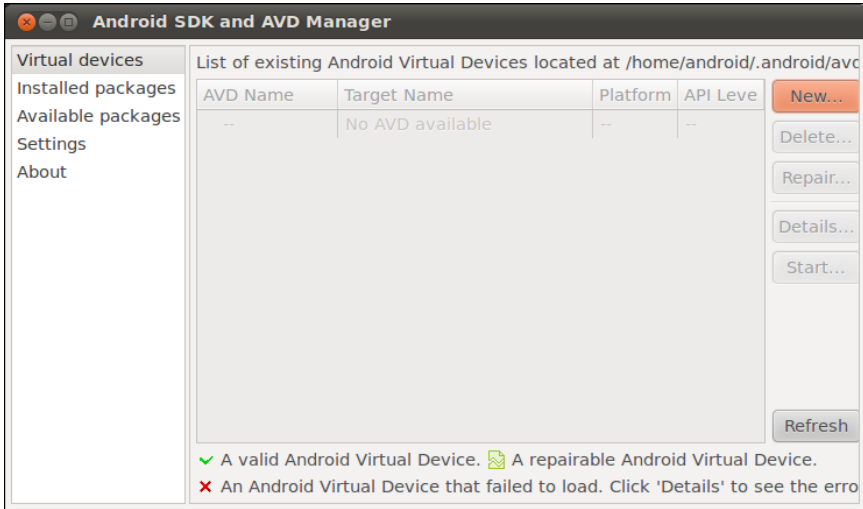 Android SDK and AVD Manager
Virtual devices
Installed packages
Available packages
Settings
About
List of existing Android Virtual Devices located at /home/android/.android/avd
AVD Name Target Name Platform API Leve
-- No AVD available -- --
New...
Delete...
Repair...
Details...
Start...
Refresh
A valid Android Virtual Device. A repairable Android Virtual Device.
An Android Virtual Device that failed to load. Click 'Details' to see the erro